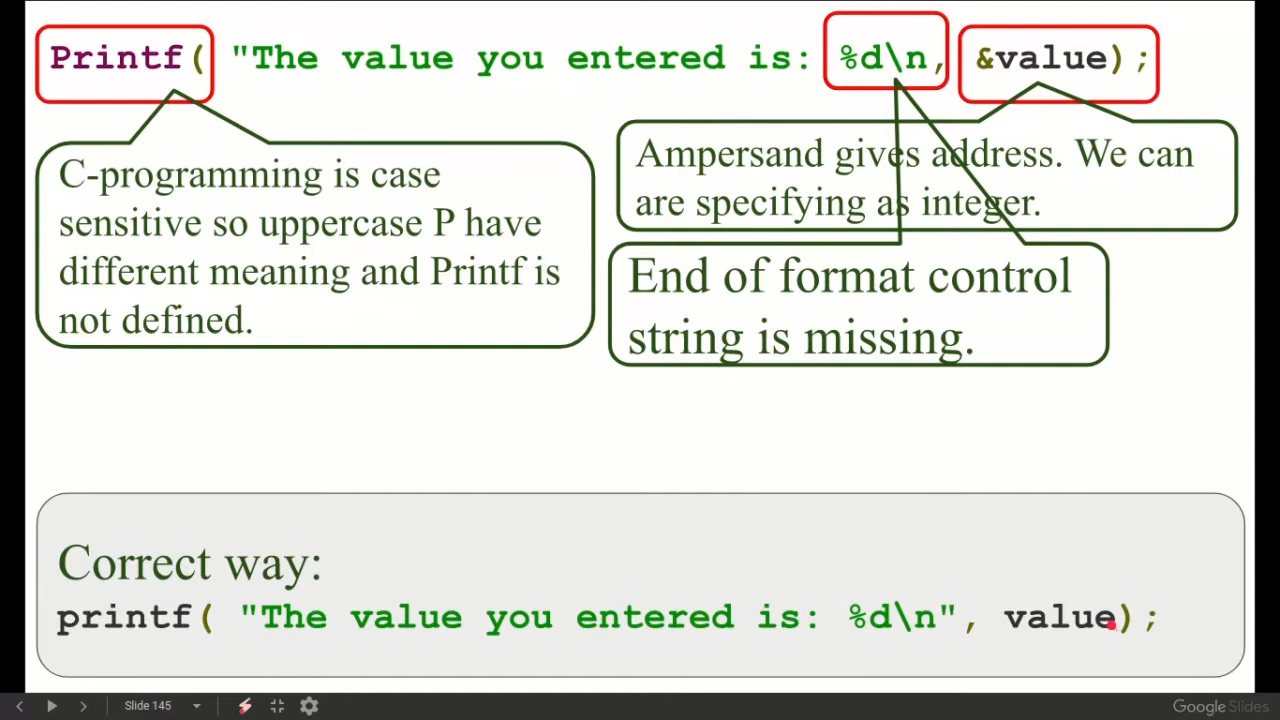 Printf( "The value you entered is: %d\n, &value);
C-programming is case
sensitive so uppercase P have
different meaning and Printf is
not defined.
Ampersand gives address. We can
are specifying as integer.
End of format control
string is missing.
Correct way:
printf( "The value you entered is: %d\n", value);
Slide 145
Google Slides